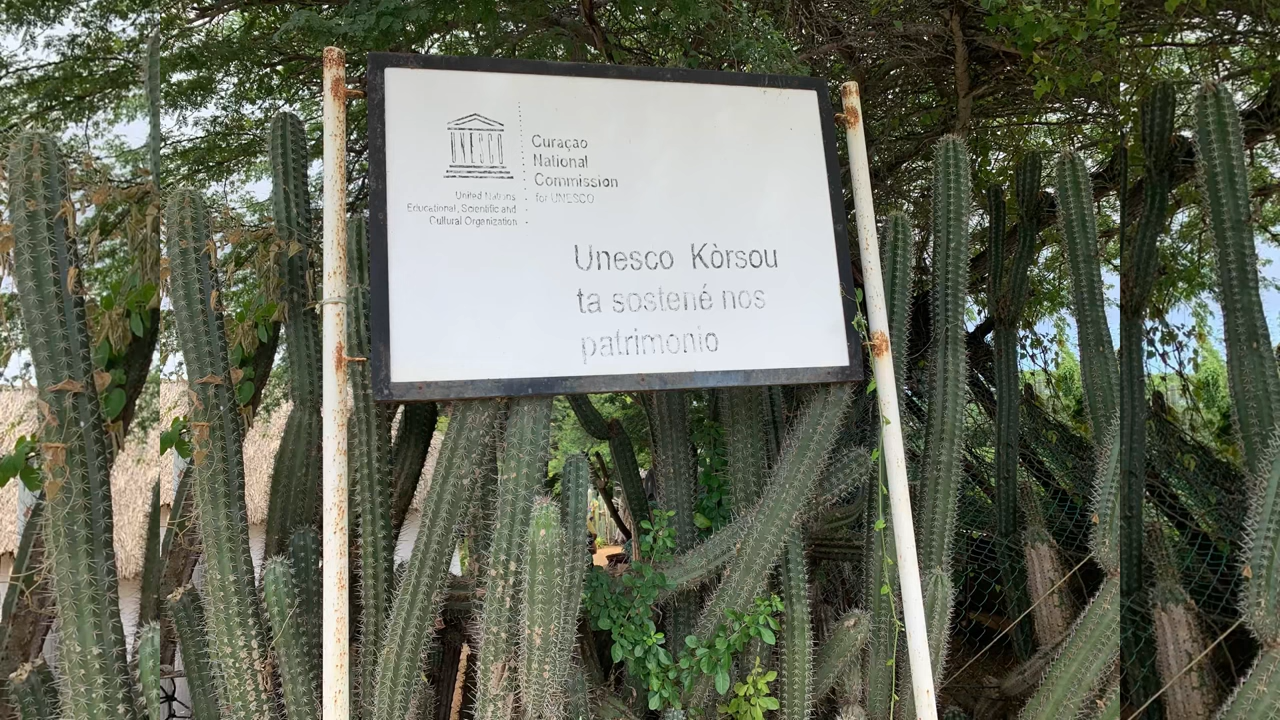 UNESCO
United Nations
Educational, Scientific and
Cultural Organization
Curaçao
National
Commission
for UNESCO
Unesco Kòrsou
ta sostené nos
patrimonio